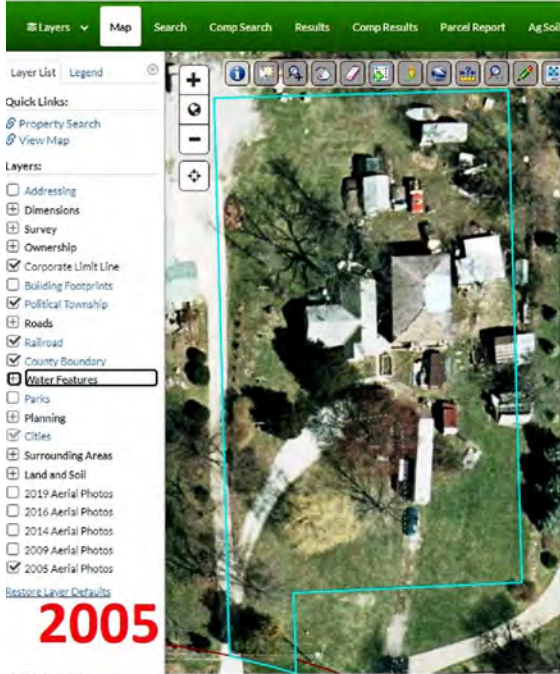 Layers Map Search Comp Search Results Comp Results Parcel Report Ag Soil
Layer List Legend
Quick Links:
Property Search
View Map
Layers:
Addressing
Dimensions
Survey
Ownership
Corporate Limit Line
Building Footprints
Political Township
Roads
Railroad
County Boundary
Water Features
Parks
Planning
Cities
Surrounding Areas
Land and Soil
2019 Aerial Photos
2016 Aerial Photos
2014 Aerial Photos
2009 Aerial Photos
2005 Aerial Photos
Restore Layer Defaults
2005